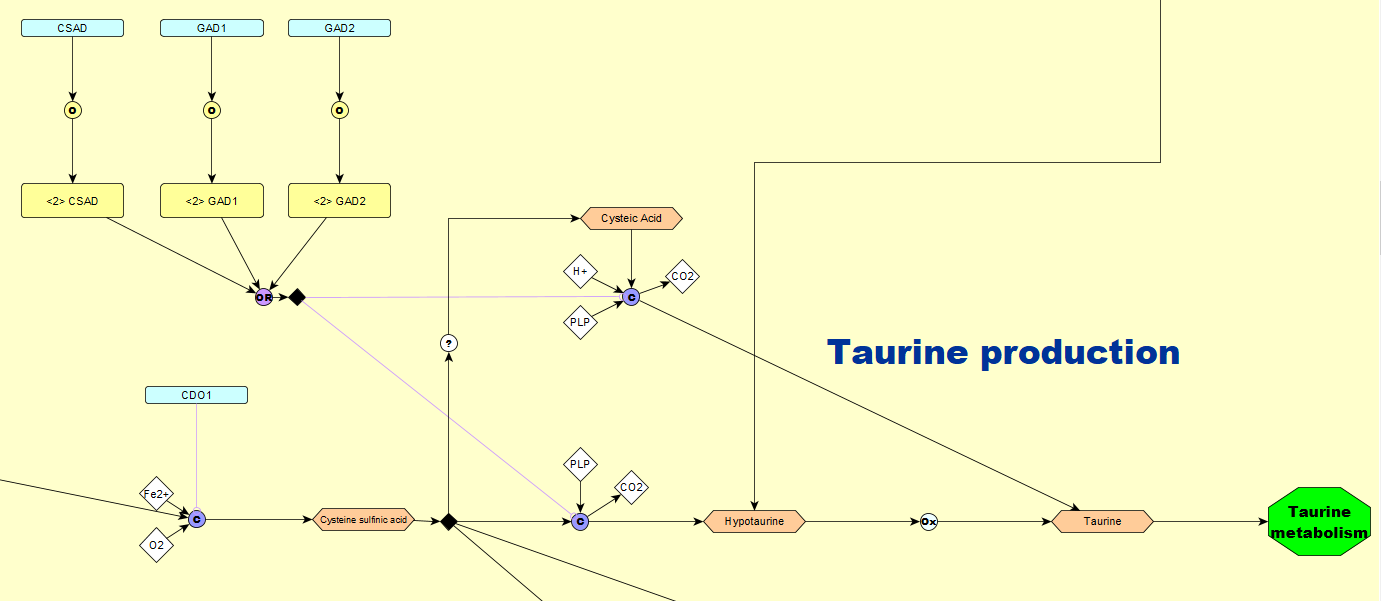 CSAD
GAD1
GAD2
O
O
O
<2> CSAD
<2> GAD1
<2> GAD2
Cysteic Acid
H+
CO2
OR
C
PLP
?
Taurine production
CDO1
PLP
Fe2+
CO2
C
Cysteine sulfinic acid
C
Hypotaurine
Ox
Taurine
Taurine
metabolism
O2